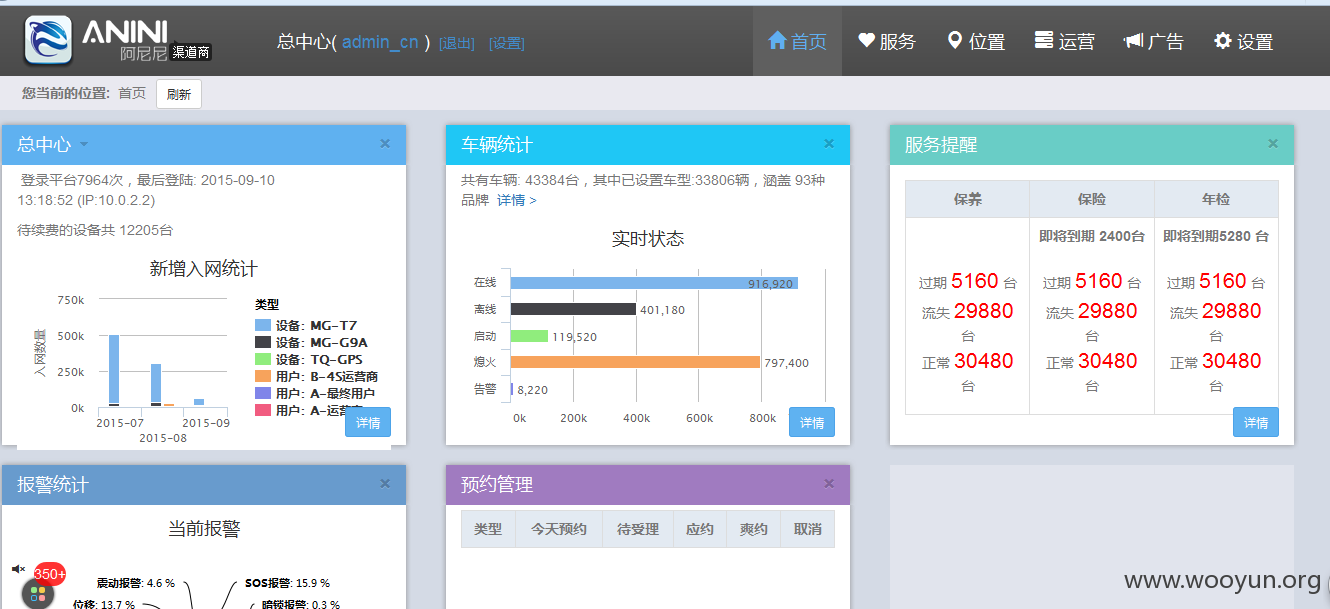 ANINI
阿尼尼 渠道商
总中心( admin_cn ) [退出] [设置]
首页 服务 位置 运营 广告 设置
您当前的位置: 首页 刷新
总中心
登录平台7964次，最后登陆: 2015-09-10
13:18:52 (IP:10.0.2.2)
待续费的设备共 12205台
新增入网统计
入网数量
750k
500k
250k
0k
2015-07
2015-08
2015-09
类型
设备: MG-T7
设备: MG-G9A
设备: TQ-GPS
用户: B-4S运营商
用户: A-最终用户
用户: A-运营
详情
车辆统计
共有车辆: 43384台，其中已设置车型:33806辆，涵盖 93种
品牌 详情 >
实时状态
在线 916,920
离线 401,180
启动 119,520
熄火 797,400
告警 8,220
0k 200k 400k 600k 800k
详情
服务提醒
保养 保险 年检
即将到期 2400台 即将到期5280 台
过期 5160 台 过期 5160 台 过期 5160 台
流失 29880 流失 29880 流失 29880
台 台 台
正常 30480 正常 30480 正常 30480
台 台 台
详情
报警统计
当前报警
震动报警: 4.6 % SOS报警: 15.9 %
位移: 13.7 % 暗锁报警: 0.3 %
350+
预约管理
类型 今天预约 待受理 应约 爽约 取消
www.wooyun.org